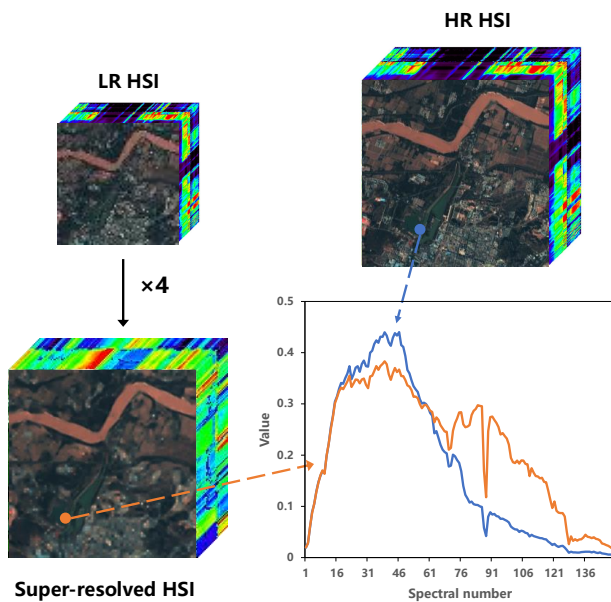 HR HSI
LR HSI
×4
0.5
0.4
0.3
0.2
0.1
0
Value
1 16 31 46 61 76 91 106 121 136
Spectral number
Super-resolved HSI